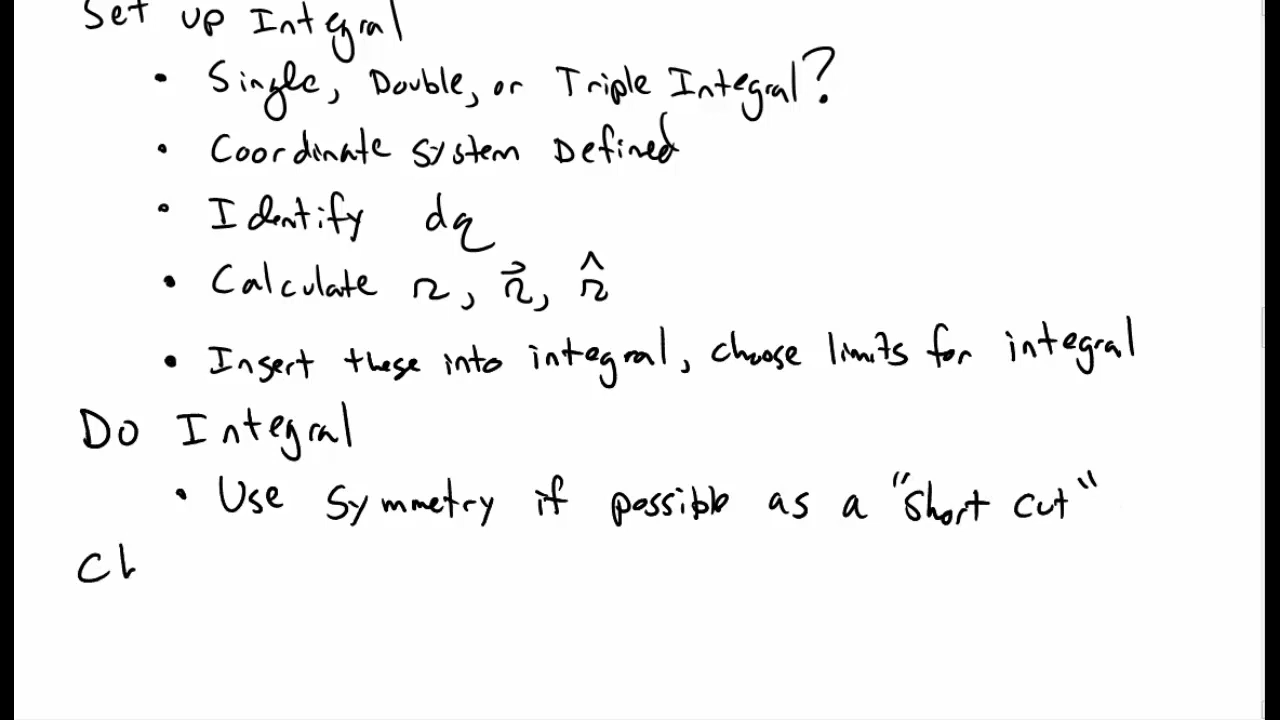 Set up Integral
• Single, Double, or Triple Integral?
• Coordinate system Defined
• Identify dq
• Calculate r, r⃗, r̂
• Insert these into integral, choose limits for integral
Do Integral
• Use Symmetry if possible as a "short cut"
Ch